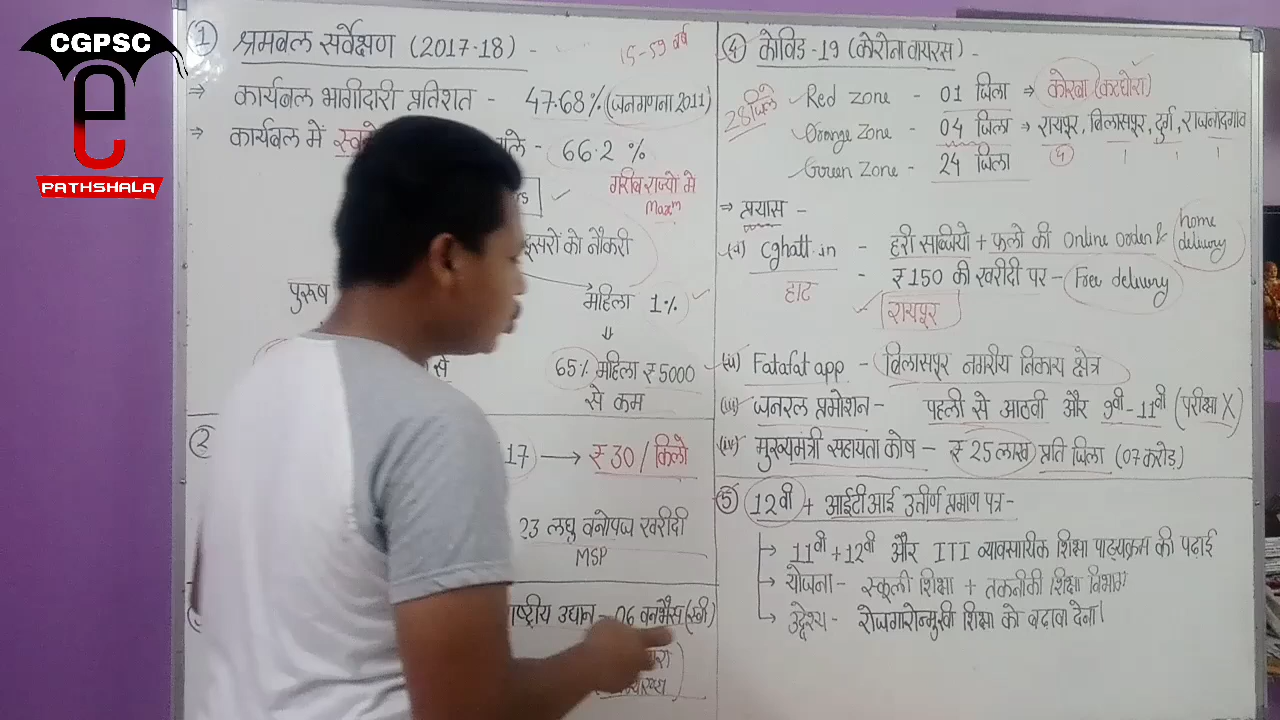 CGPSC
e
PATHSHALA
① श्रमबल सर्वेक्षण (2017-18) -
15-59 वर्ष
⇒ कार्यबल भागीदारी प्रतिशत - 47.68% (जनगणना 2011)
⇒ कार्यबल में वाले - 66.2 %
गरीब राज्यों में
Maxᵐ
दूसरों को नौकरी
पुरूष महिला 1%
⇓
से 65% महिला ₹5000
से कम
② 17 → ₹30/किलो
23 लघु वनोपज खरीदी
MSP
राष्ट्रीय उद्यान - 06 वनभैंस (स्त्री)
④ कोविड-19 (कोरोना वायरस) -
28 जिला
Red Zone - 01 जिला ⇒ कोरबा (कटघोरा)
Orange Zone - 04 जिला → रायपुर, बिलासपुर, दुर्ग, राजनांदगांव
Green Zone - 24 जिला
⇒ प्रयास -
(i) cghatt.in - हरी सब्जियों + फलों की Online Order & home delivery
हाट - ₹150 की खरीदी पर - Free delivery
रायपुर
(ii) Fatafat app - बिलासपुर नगरीय निकाय क्षेत्र
(iii) जनरल प्रमोशन - पहली से आठवी और 9वी-11वी (परीक्षा X)
(iv) मुख्यमंत्री सहायता कोष - ₹25 लाख प्रति जिला (07 करोड़)
⑤ 12वी + आईटीआई उत्तीर्ण प्रमाण पत्र -
→ 11वी + 12वी और ITI व्यावसायिक शिक्षा पाठ्यक्रम की पढ़ाई
→ योजना - स्कूली शिक्षा + तकनीकी शिक्षा विभाग
→ उद्देश्य - रोजगारोन्मुखी शिक्षा को बढ़ावा देना।